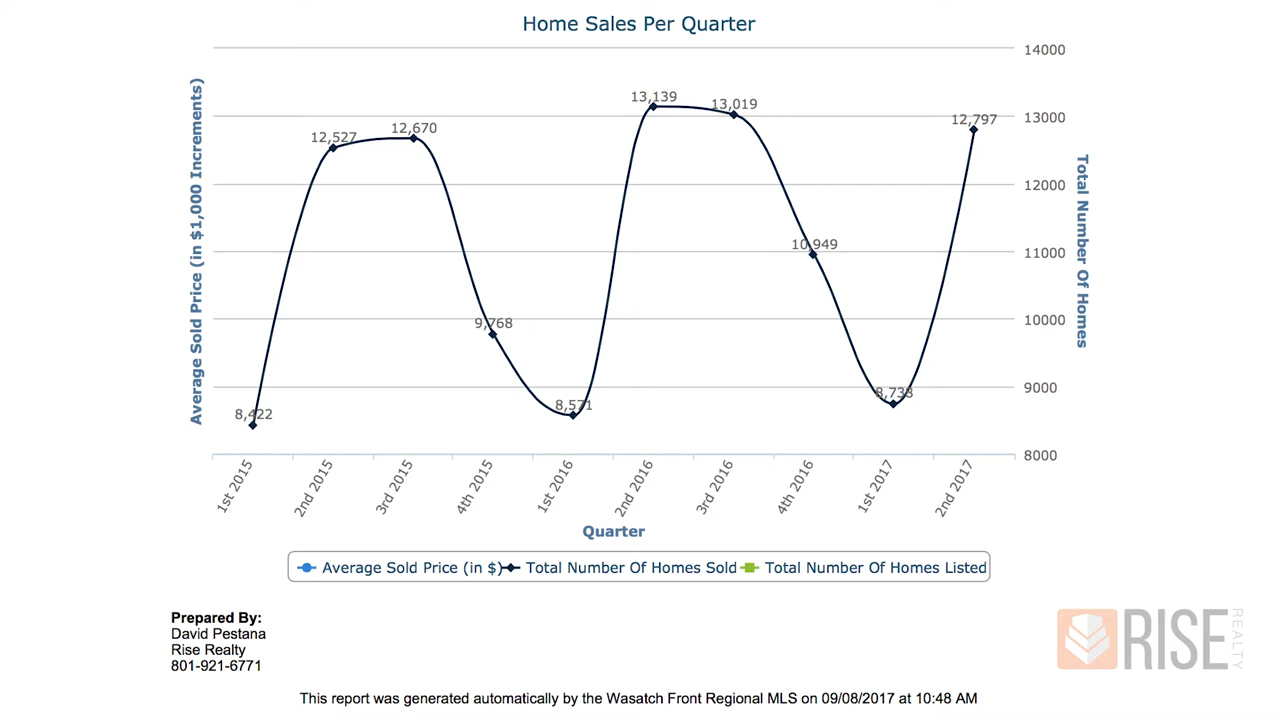 Home Sales Per Quarter
Average Sold Price (in $1,000 Increments)
Total Number Of Homes
14000
13000
12000
11000
10000
9000
8000
8,422
12,527
12,670
9,768
8,571
13,139
13,019
10,949
8,738
12,797
1st 2015
2nd 2015
3rd 2015
4th 2015
1st 2016
2nd 2016
3rd 2016
4th 2016
1st 2017
2nd 2017
Quarter
Average Sold Price (in $) Total Number Of Homes Sold Total Number Of Homes Listed
Prepared By:
David Pestana
Rise Realty
801-921-6771
RISE REALTY
This report was generated automatically by the Wasatch Front Regional MLS on 09/08/2017 at 10:48 AM